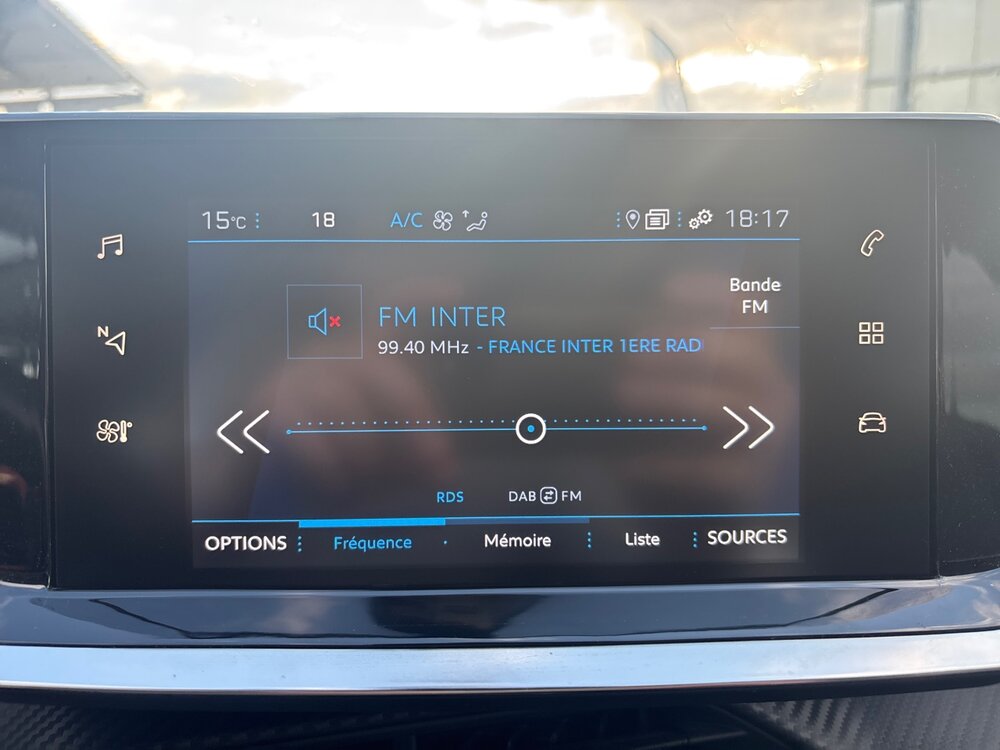 15°C 18 A/C 18:17
Bande
FM
FM INTER
99.40 MHz - FRANCE INTER 1ERE RAD
N
RDS DAB FM
OPTIONS Fréquence Mémoire Liste SOURCES